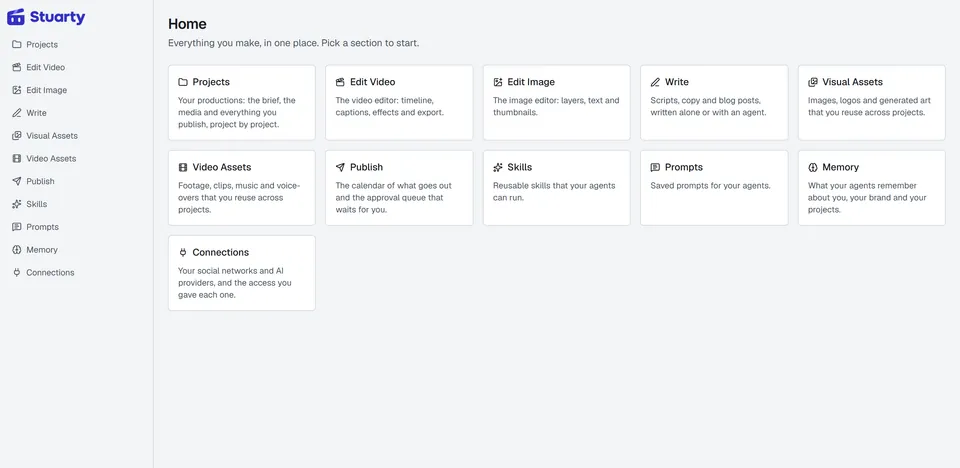 Stuarty
Projects
Edit Video
Edit Image
Write
Visual Assets
Video Assets
Publish
Skills
Prompts
Memory
Connections
Home
Everything you make, in one place. Pick a section to start.
Projects
Your productions: the brief, the
media and everything you
publish, project by project.
Edit Video
The video editor: timeline,
captions, effects and export.
Edit Image
The image editor: layers, text and
thumbnails.
Write
Scripts, copy and blog posts,
written alone or with an agent.
Visual Assets
Images, logos and generated art
that you reuse across projects.
Video Assets
Footage, clips, music and voice-
overs that you reuse across
projects.
Publish
The calendar of what goes out
and the approval queue that
waits for you.
Skills
Reusable skills that your agents
can run.
Prompts
Saved prompts for your agents.
Memory
What your agents remember
about you, your brand and your
projects.
Connections
Your social networks and AI
providers, and the access you
gave each one.